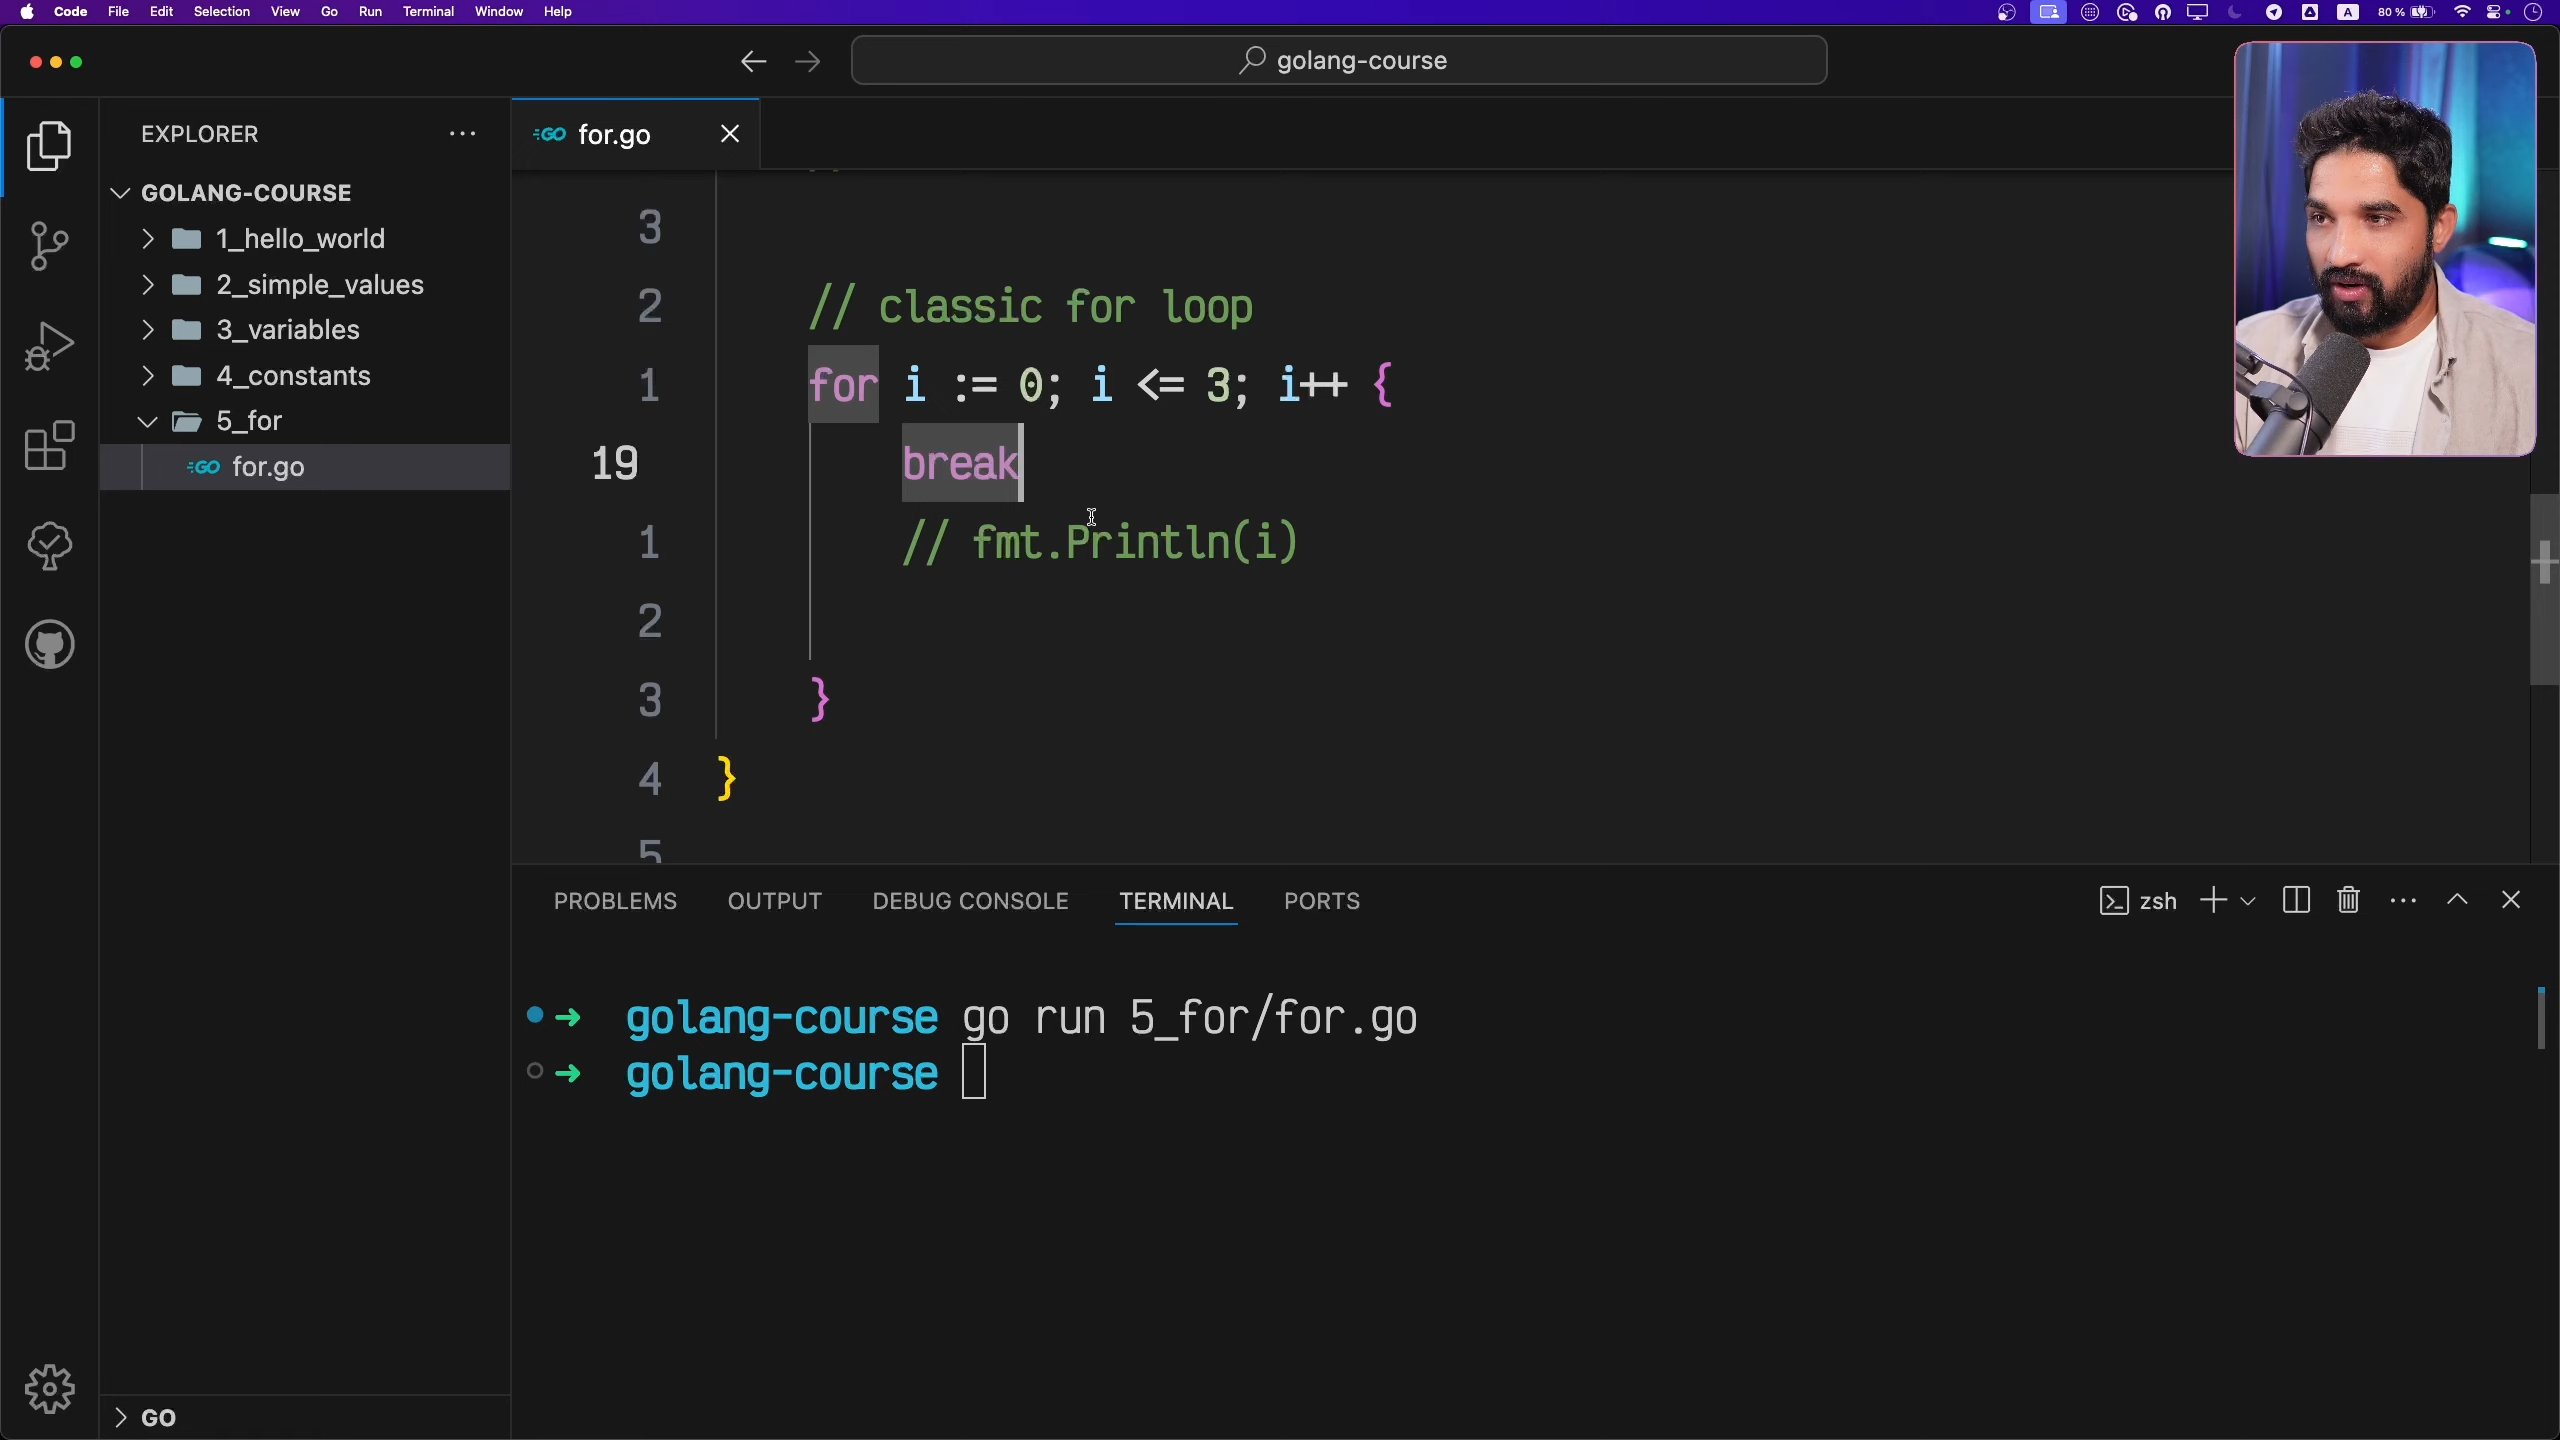 Code File Edit Selection View Go Run Terminal Window Help
A 80 %
golang-course
EXPLORER
GOLANG-COURSE
1_hello_world
2_simple_values
3_variables
4_constants
5_for
GO for.go
GO
GO for.go
3
2 // classic for loop
1 for i := 0; i <= 3; i++ {
19 break
1 // fmt.Println(i)
2
3 }
4 }
5
PROBLEMS OUTPUT DEBUG CONSOLE TERMINAL PORTS
zsh
➜ golang-course go run 5_for/for.go
➜ golang-course